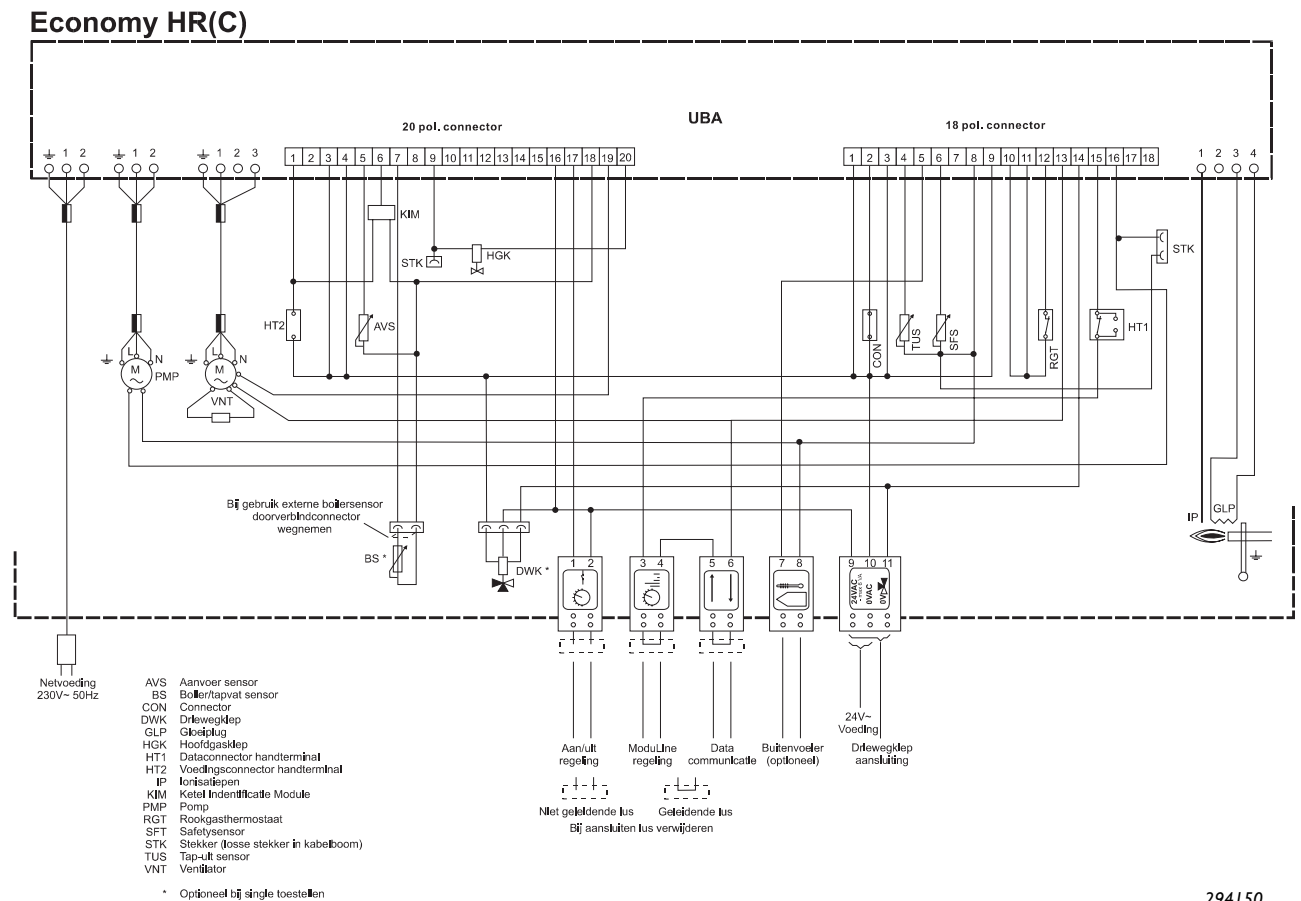 Economy HR(C)
UBA
20 pol. connector
18 pol. connector
1 2
1 2
1 2 3
1 2 3 4 5 6 7 8 9 10 11 12 13 14 15 16 17 18 19 20
1 2 3 4 5 6 7 8 9 10 11 12 13 14 15 16 17 18
1 2 3 4
KIM
STK
HGK
STK
HT2
AVS
CON
TUS
SFS
RGT
HT1
L
N
M
PMP
L
N
M
VNT
Bij gebruik externe boilersensor
doorverbindconnector
wegnemen
BS *
DWK *
IP
GLP
1 2
3 4
5 6
7 8
9 10 11
24VAC
0VAC
0V
Netvoeding
230V~ 50Hz
AVS Aanvoer sensor
BS Boiler/tapvat sensor
CON Connector
DWK Driewegklep
GLP Gloeiplug
HGK Hoofdgasklep
HT1 Dataconnector handterminal
HT2 Voedingsconnector handterminal
IP Ionisatiepen
KIM Ketel Indentificatie Module
PMP Pomp
RGT Rookgasthermostaat
SFT Safetysensor
STK Stekker (losse stekker in kabelboom)
TUS Tap-uit sensor
VNT Ventilator
* Optioneel bij single toestellen
Aan/uit
regeling
ModuLine
regeling
Data
communicatie
Buitenvoeler
(optioneel)
24V~
Voeding
Driewegklep
aansluiting
Niet geleidende lus
Geleidende lus
Bij aansluiten lus verwijderen
294150